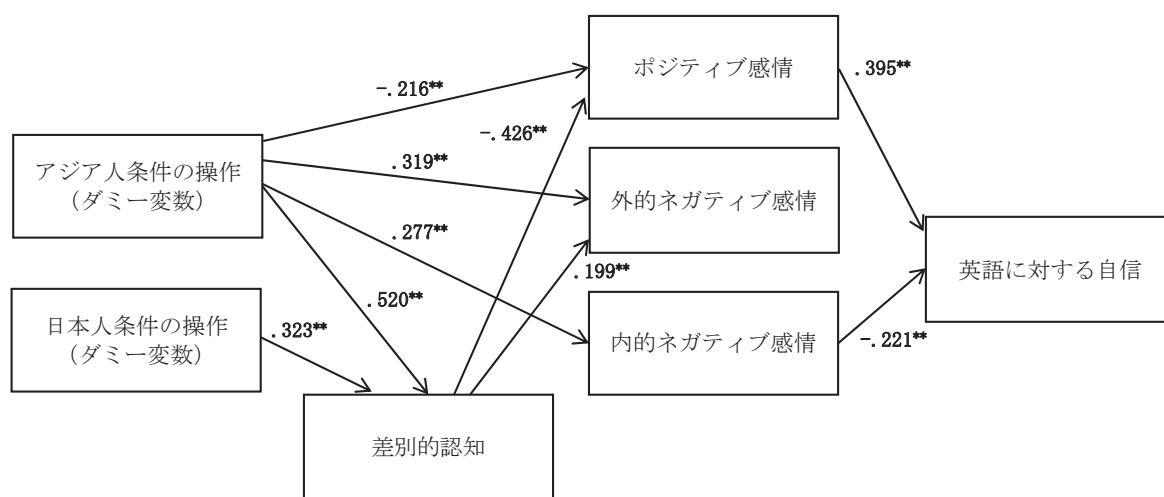 ポジティブ感情
.395**
-.216**
-.426**
アジア人条件の操作
（ダミー変数）
.319**
外的ネガティブ感情
.277**
.199**
英語に対する自信
.520**
日本人条件の操作
（ダミー変数）
.323**
内的ネガティブ感情
-.221**
差別的認知